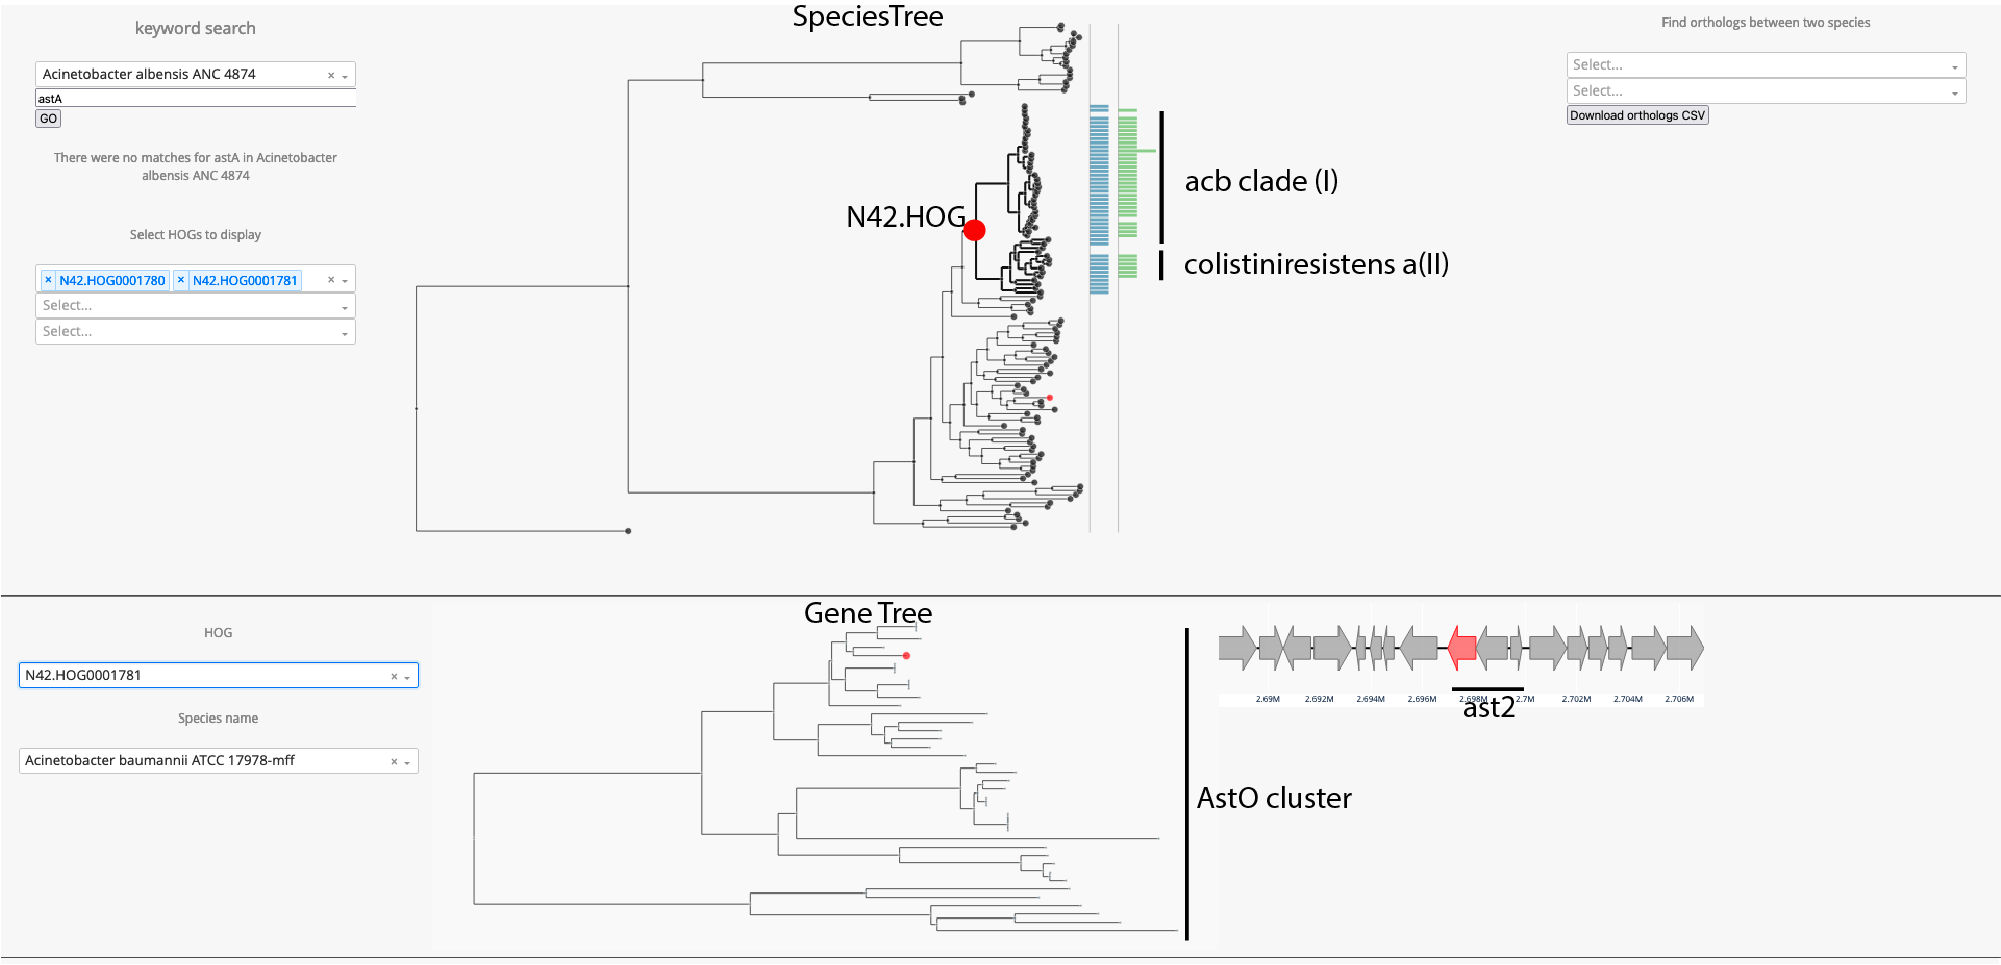 SpeciesTree
keyword search
Find orthologs between two species
Acinetobacter albensis ANC 4874 ×
astA
GO
Select...
Select...
Download orthologs CSV
There were no matches for astA in Acinetobacter
albensis ANC 4874
acb clade (I)
N42.HOG
Select HOGs to display
colistiniresistens a(II)
× N42.HOG0001780 × N42.HOG0001781 ×
Select...
Select...
Gene Tree
HOG
N42.HOG0001781 ×
Species name
Acinetobacter baumannii ATCC 17978-mff ×
2.69M 2.692M 2.694M 2.696M 2.698M 2.7M 2.702M 2.704M 2.706M
ast2
AstO cluster